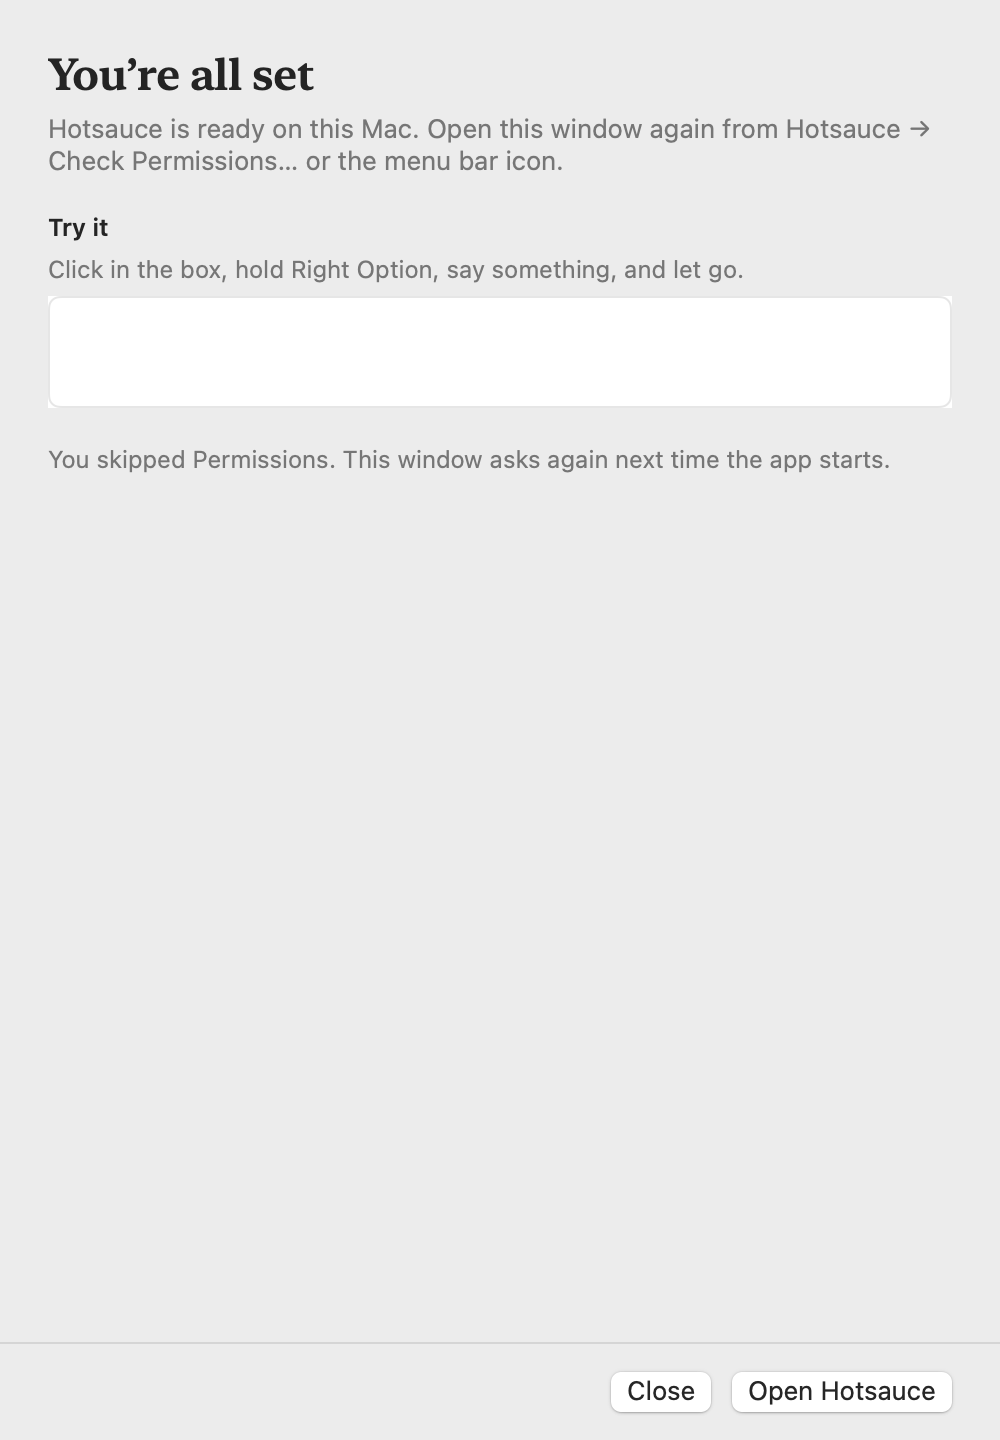 You’re all set
Hotsauce is ready on this Mac. Open this window again from Hotsauce →
Check Permissions... or the menu bar icon.
Try it
Click in the box, hold Right Option, say something, and let go.
You skipped Permissions. This window asks again next time the app starts.
Close
Open Hotsauce